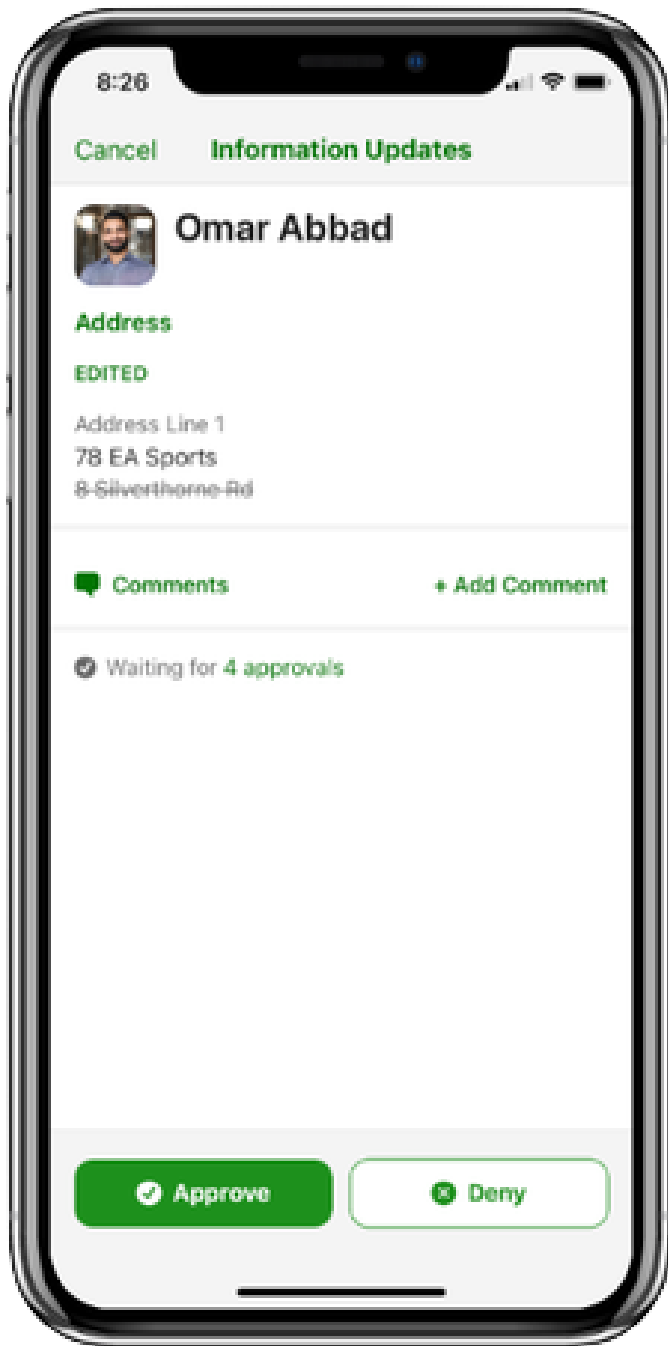 8:26
Cancel Information Updates
Omar Abbad
Address
EDITED
Address Line 1
78 EA Sports
8 Silverthorne Rd
Comments + Add Comment
Waiting for 4 approvals
Approve Deny